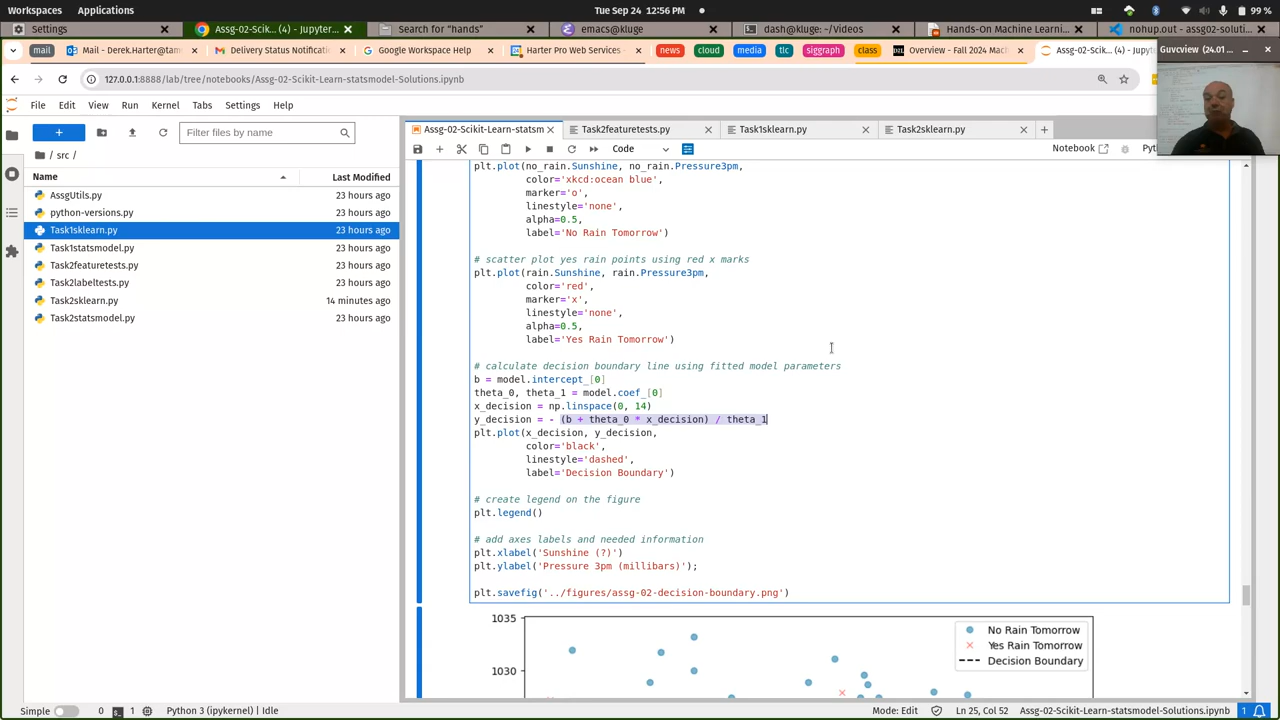 Workspaces Applications Tue Sep 24 12:56 PM 99 %
Settings Assg-02-Scik... (4) - Jupyter Search for "hands" emacs@kluge dash@kluge: ~/Videos Hands-On Machine Learning nohup.out - assg02-soluti
mail Mail - Derek.Harter@tam Delivery Status Notificati Google Workspace Help Harter Pro Web Services - news cloud media tlc siggraph class Overview - Fall 2024 Mac Assg-02-Scik... (4) - Jup Guvcview (24.01
127.0.0.1:8888/lab/tree/notebooks/Assg-02-Scikit-Learn-statsmodel-Solutions.ipynb
File Edit View Run Kernel Tabs Settings Help
+ Filter files by name
/ src /
Name Last Modified
AssgUtils.py 23 hours ago
python-versions.py 23 hours ago
Task1sklearn.py 23 hours ago
Task1statsmodel.py 23 hours ago
Task2featuretests.py 23 hours ago
Task2labeltests.py 23 hours ago
Task2sklearn.py 14 minutes ago
Task2statsmodel.py 23 hours ago
Assg-02-Scikit-Learn-statsm Task2featuretests.py Task1sklearn.py Task2sklearn.py
Code Notebook Pyth
plt.plot(no_rain.Sunshine, no_rain.Pressure3pm,
color='xkcd:ocean blue',
marker='o',
linestyle='none',
alpha=0.5,
label='No Rain Tomorrow')
# scatter plot yes rain points using red x marks
plt.plot(rain.Sunshine, rain.Pressure3pm,
color='red',
marker='x',
linestyle='none',
alpha=0.5,
label='Yes Rain Tomorrow')
# calculate decision boundary line using fitted model parameters
b = model.intercept_[0]
theta_0, theta_1 = model.coef_[0]
x_decision = np.linspace(0, 14)
y_decision = - (b + theta_0 * x_decision) / theta_1
plt.plot(x_decision, y_decision,
color='black',
linestyle='dashed',
label='Decision Boundary')
# create legend on the figure
plt.legend()
# add axes labels and needed information
plt.xlabel('Sunshine (?)')
plt.ylabel('Pressure 3pm (millibars)');
plt.savefig('../figures/assg-02-decision-boundary.png')
1035
1030
No Rain Tomorrow
Yes Rain Tomorrow
Decision Boundary
Simple 0 1 Python 3 (ipykernel) | Idle Mode: Edit Ln 25, Col 52 Assg-02-Scikit-Learn-statsmodel-Solutions.ipynb 1